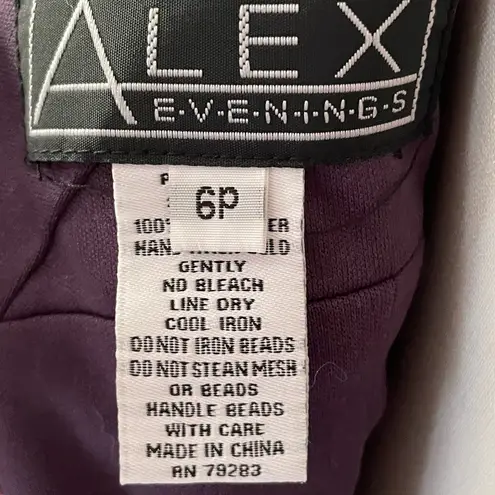 ALEX
E·V·E·N·I·N·G·S
6P
GENTLY
NO BLEACH
LINE DRY
COOL IRON
DO NOT IRON BEADS
DO NOT STEAN MESH
OR BEADS
HANDLE BEADS
WITH CARE
MADE IN CHINA
RN 79283